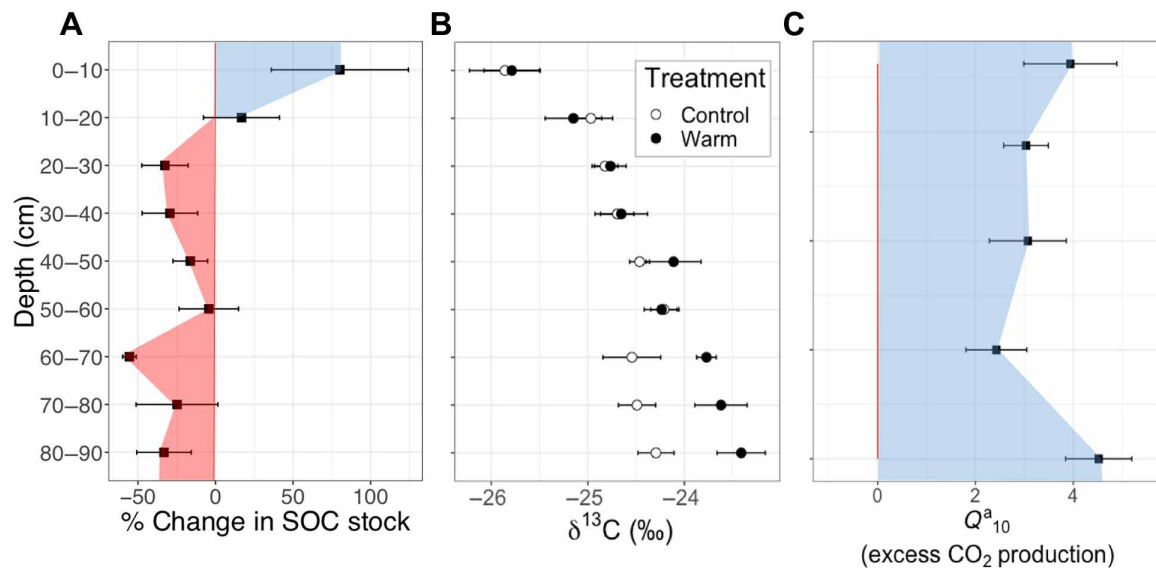 A
B
C
Depth (cm)
0–10
10–20
20–30
30–40
40–50
50–60
60–70
70–80
80–90
−50 0 50 100
% Change in SOC stock
Treatment
Control
Warm
−26 −25 −24
δ¹³C (‰)
0 2 4
Qᵃ₁₀
(excess CO₂ production)